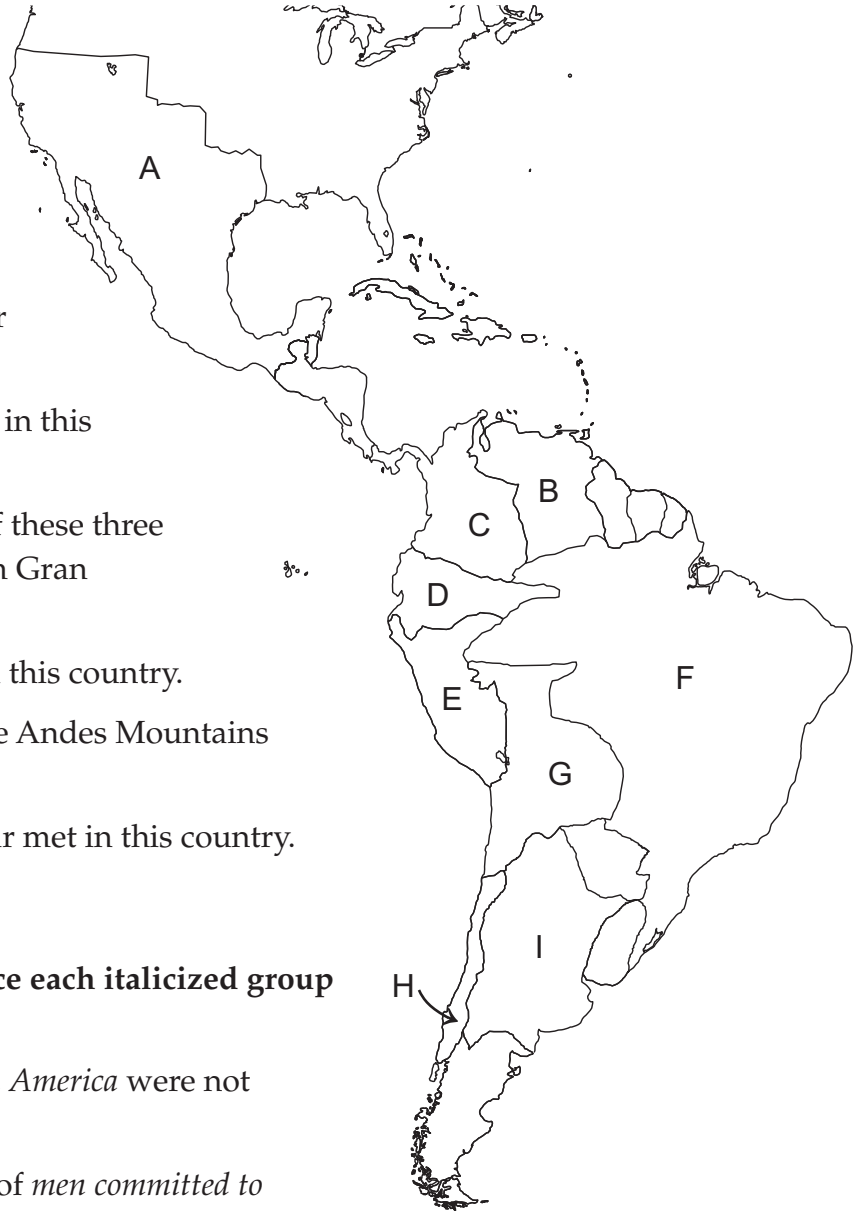 A
r
in this
B
f these three
C
n Gran
D
this country.
F
E
e Andes Mountains
G
r met in this country.
I
ce each italicized group
H
America were not
of men committed to